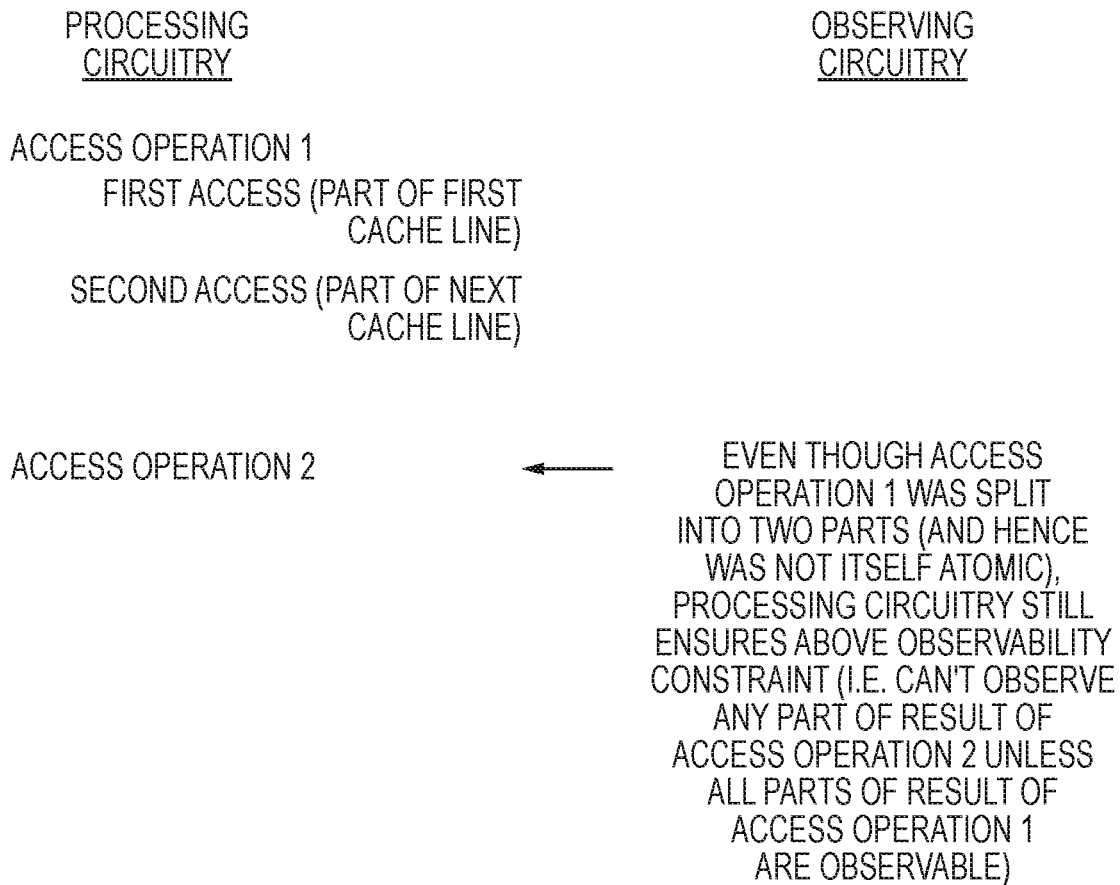 PROCESSING
CIRCUITRY
OBSERVING
CIRCUITRY
ACCESS OPERATION 1
FIRST ACCESS (PART OF FIRST
CACHE LINE)
SECOND ACCESS (PART OF NEXT
CACHE LINE)
ACCESS OPERATION 2
EVEN THOUGH ACCESS
OPERATION 1 WAS SPLIT
INTO TWO PARTS (AND HENCE
WAS NOT ITSELF ATOMIC),
PROCESSING CIRCUITRY STILL
ENSURES ABOVE OBSERVABILITY
CONSTRAINT (I.E. CAN'T OBSERVE
ANY PART OF RESULT OF
ACCESS OPERATION 2 UNLESS
ALL PARTS OF RESULT OF
ACCESS OPERATION 1
ARE OBSERVABLE)